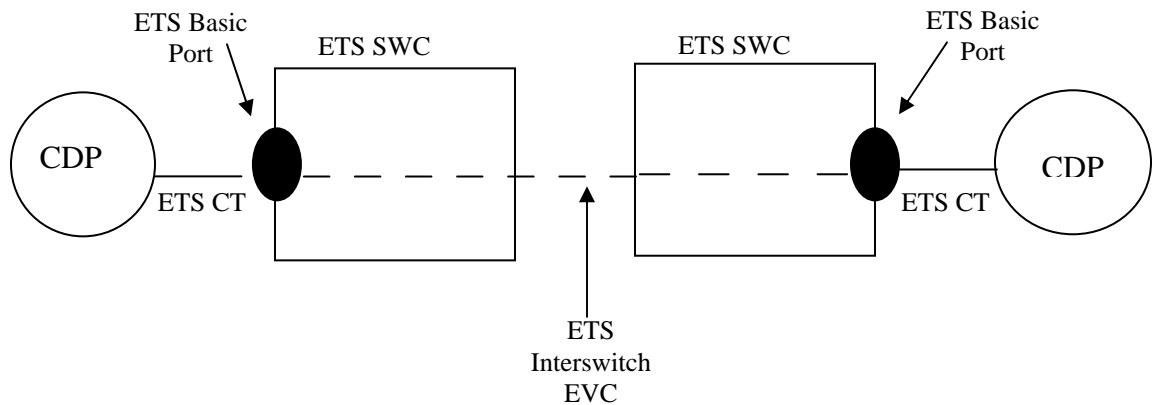 ETS Basic
Port
ETS SWC
ETS SWC
ETS Basic
Port
CDP
ETS CT
ETS CT
CDP
ETS
Interswitch
EVC